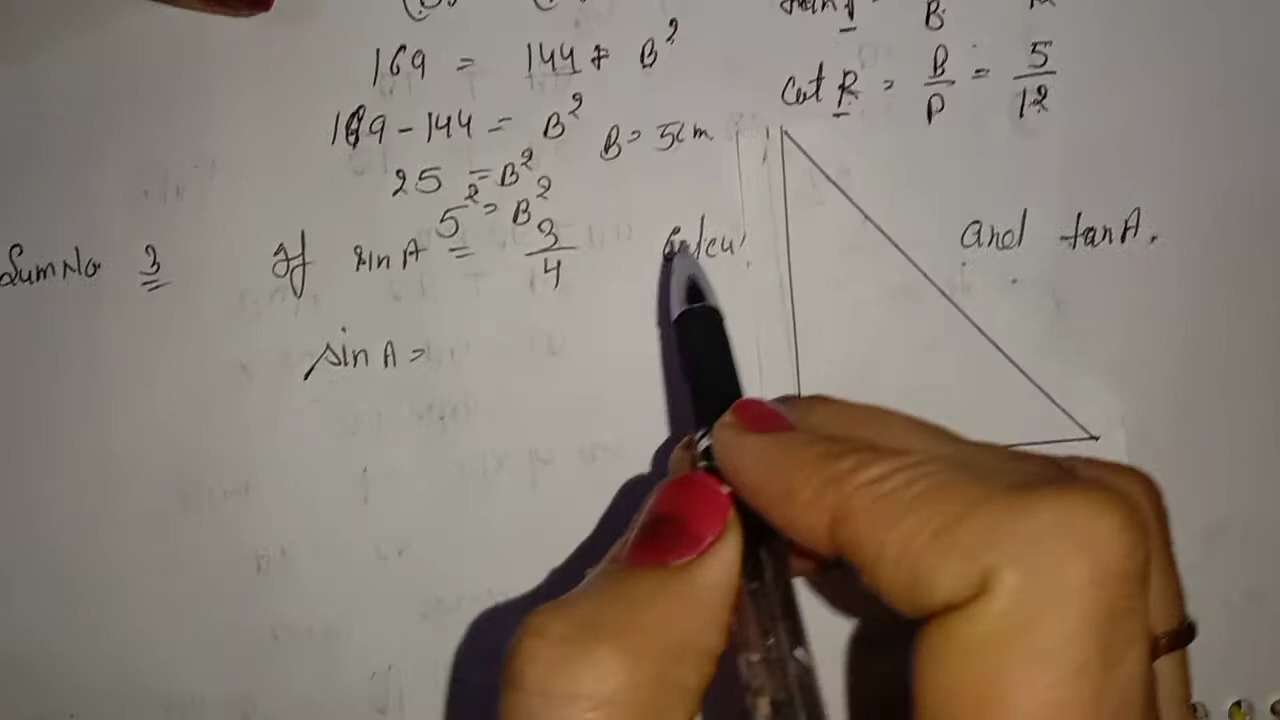 169 = 144 + B²
169 - 144 = B²
25 = B²
5² = B²
B = 5cm
cot R = B/P = 5/12
Sum No 3 If sin A = 3/4 and tan A.
sin A =